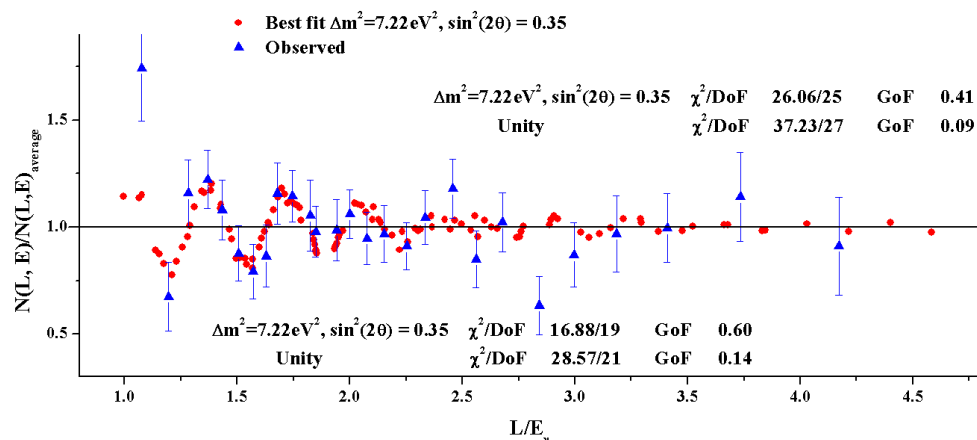 Best fit Δm²=7.22eV², sin²(2θ) = 0.35
Observed
Δm²=7.22eV², sin²(2θ) = 0.35 χ²/DoF 26.06/25 GoF 0.41
Unity χ²/DoF 37.23/27 GoF 0.09
1.5
1.0
0.5
N(L, E)/N(L,E)average
Δm²=7.22eV², sin²(2θ) = 0.35 χ²/DoF 16.88/19 GoF 0.60
Unity χ²/DoF 28.57/21 GoF 0.14
1.0 1.5 2.0 2.5 3.0 3.5 4.0 4.5
L/Eν